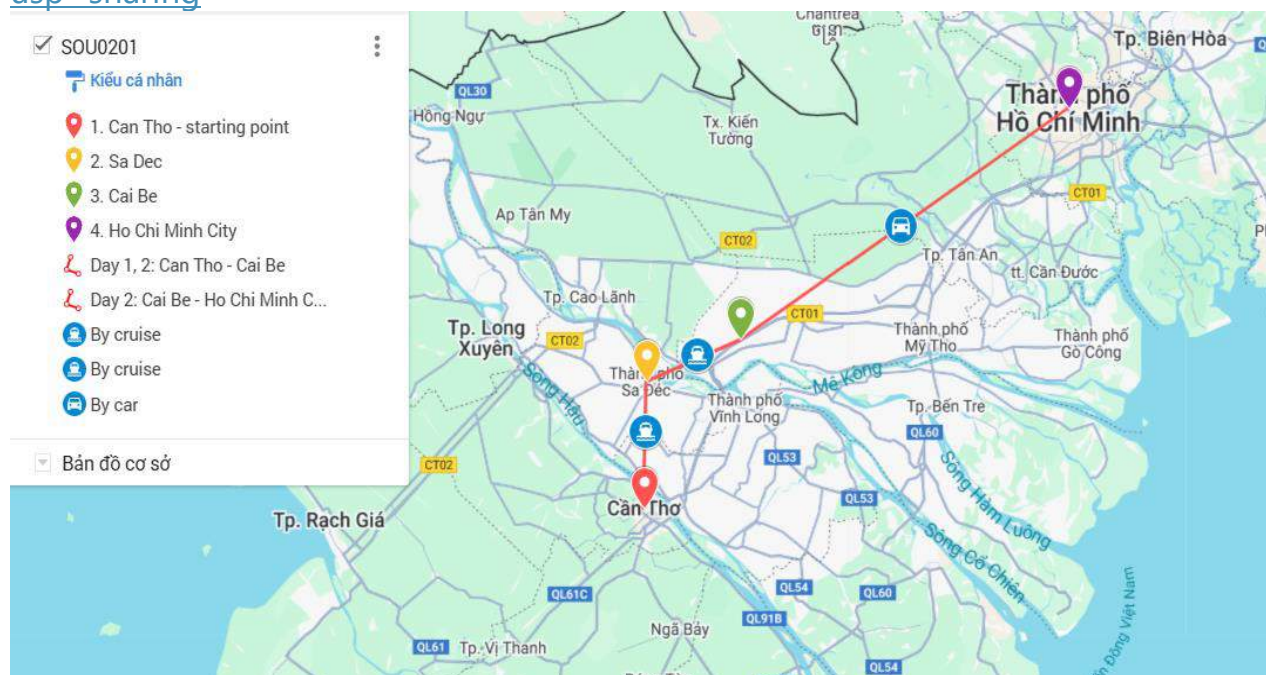 usp=sharing
SOU0201
Kiểu cá nhân
1. Can Tho - starting point
2. Sa Dec
3. Cai Be
4. Ho Chi Minh City
Day 1, 2: Can Tho - Cai Be
Day 2: Cai Be - Ho Chi Minh C...
By cruise
By cruise
By car
Bản đồ cơ sở
Chantrea
Tp. Biên Hòa
QL30
Hồng Ngự
Tx. Kiến
Tường
Thành phố
Hồ Chí Minh
CT01
Ap Tân My
CT02
Tp. Tân An
tt. Cần Đước
Tp. Cao Lãnh
CT01
Tp. Long
Xuyên
CT02
Thành phố
Mỹ Tho
Thành phố
Gò Công
Thành phố
Sa Đéc
Sông Hậu
Mê Kông
Thành phố
Vĩnh Long
Tp. Bến Tre
QL60
CT02
QL53
Sông Hàm Luông
QL53
Cần Thơ
Tp. Rạch Giá
Sông Cổ Chiên
QL61C
QL54
QL60
QL91B
Ngã Bảy
QL61
Tp. Vị Thanh
QL54
Đông Việt Nam